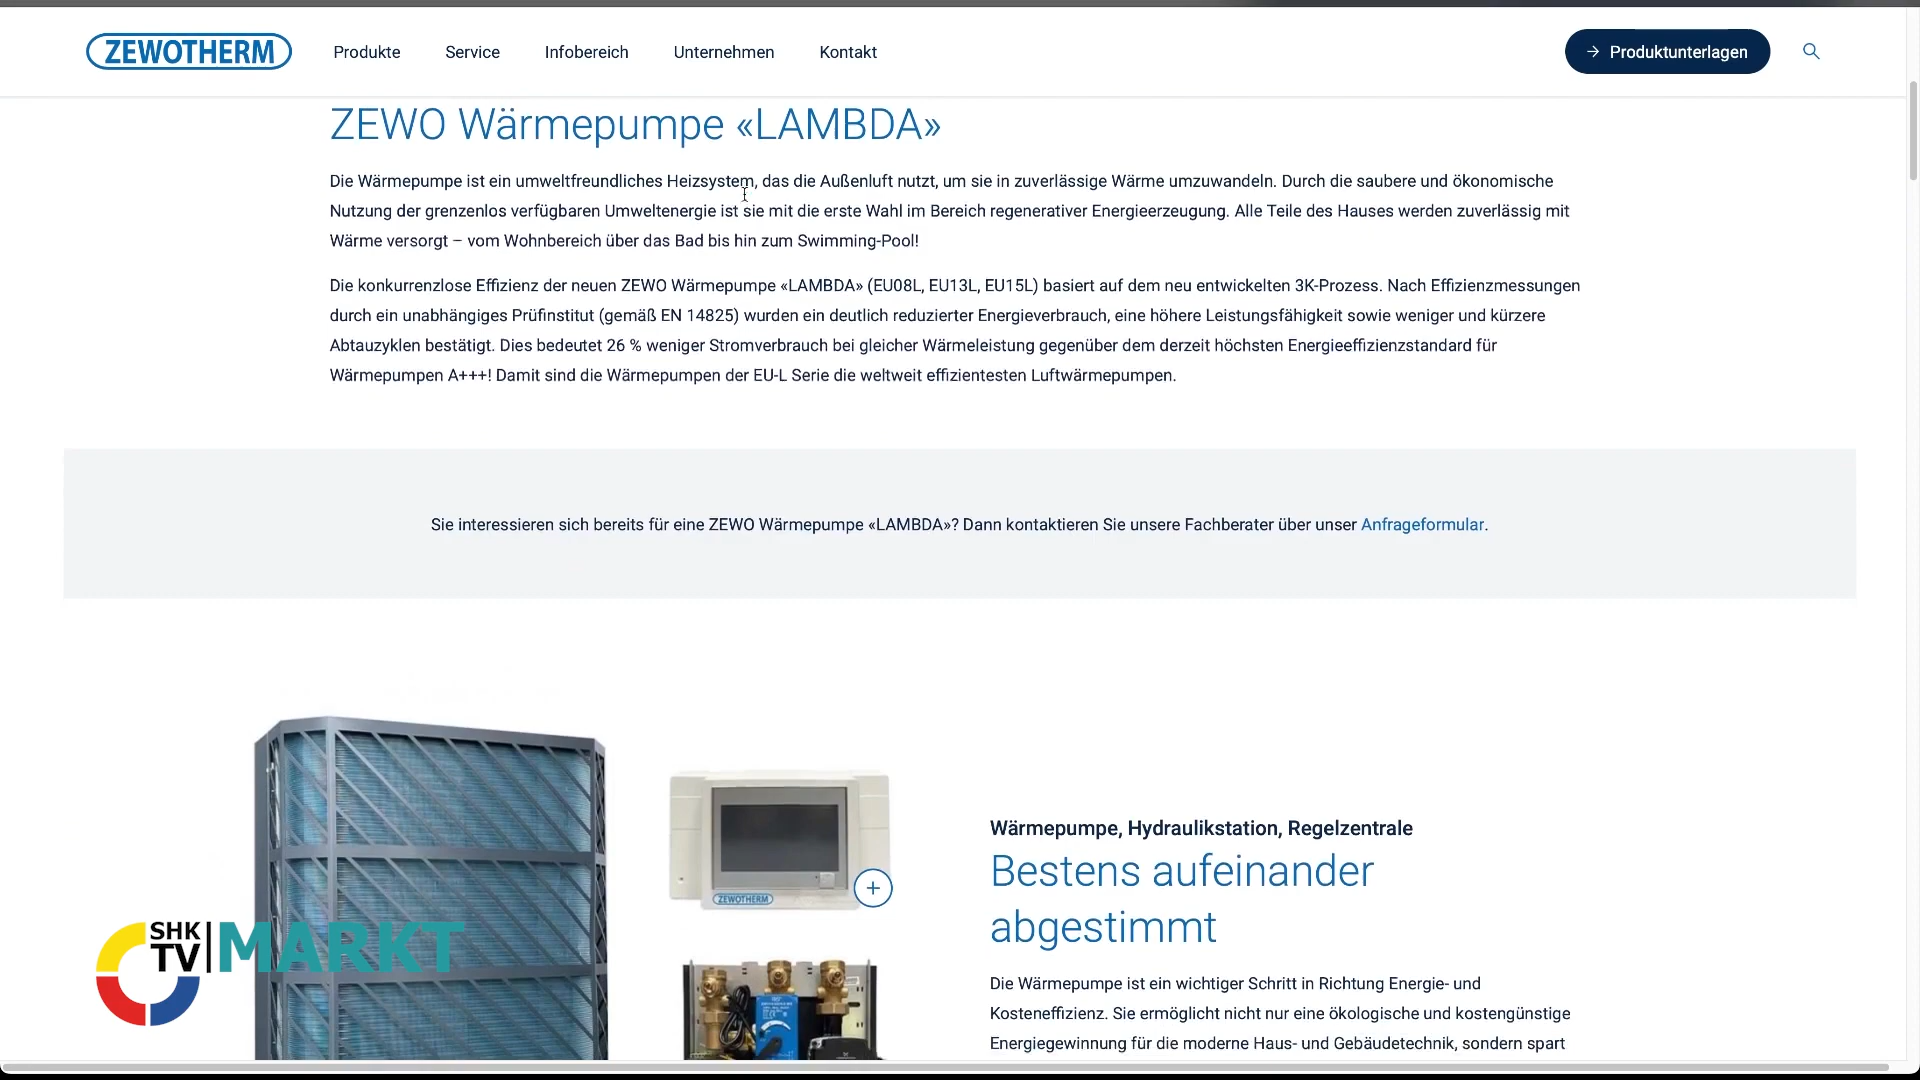 ZEWOTHERM
Produkte
Service
Infobereich
Unternehmen
Kontakt
Produktunterlagen
ZEWO Wärmepumpe «LAMBDA»
Die Wärmepumpe ist ein umweltfreundliches Heizsystem, das die Außenluft nutzt, um sie in zuverlässige Wärme umzuwandeln. Durch die saubere und ökonomische
Nutzung der grenzenlos verfügbaren Umweltenergie ist sie mit die erste Wahl im Bereich regenerativer Energieerzeugung. Alle Teile des Hauses werden zuverlässig mit
Wärme versorgt – vom Wohnbereich über das Bad bis hin zum Swimming-Pool!
Die konkurrenzlose Effizienz der neuen ZEWO Wärmepumpe «LAMBDA» (EU08L, EU13L, EU15L) basiert auf dem neu entwickelten 3K-Prozess. Nach Effizienzmessungen
durch ein unabhängiges Prüfinstitut (gemäß EN 14825) wurden ein deutlich reduzierter Energieverbrauch, eine höhere Leistungsfähigkeit sowie weniger und kürzere
Abtauzyklen bestätigt. Dies bedeutet 26 % weniger Stromverbrauch bei gleicher Wärmeleistung gegenüber dem derzeit höchsten Energieeffizienzstandard für
Wärmepumpen A+++! Damit sind die Wärmepumpen der EU-L Serie die weltweit effizientesten Luftwärmepumpen.
Sie interessieren sich bereits für eine ZEWO Wärmepumpe «LAMBDA»? Dann kontaktieren Sie unsere Fachberater über unser Anfrageformular.
ZEWOTHERM
Wärmepumpe, Hydraulikstation, Regelzentrale
Bestens aufeinander
abgestimmt
Die Wärmepumpe ist ein wichtiger Schritt in Richtung Energie- und
Kosteneffizienz. Sie ermöglicht nicht nur eine ökologische und kostengünstige
Energiegewinnung für die moderne Haus- und Gebäudetechnik, sondern spart
SHK
TV
MARKT